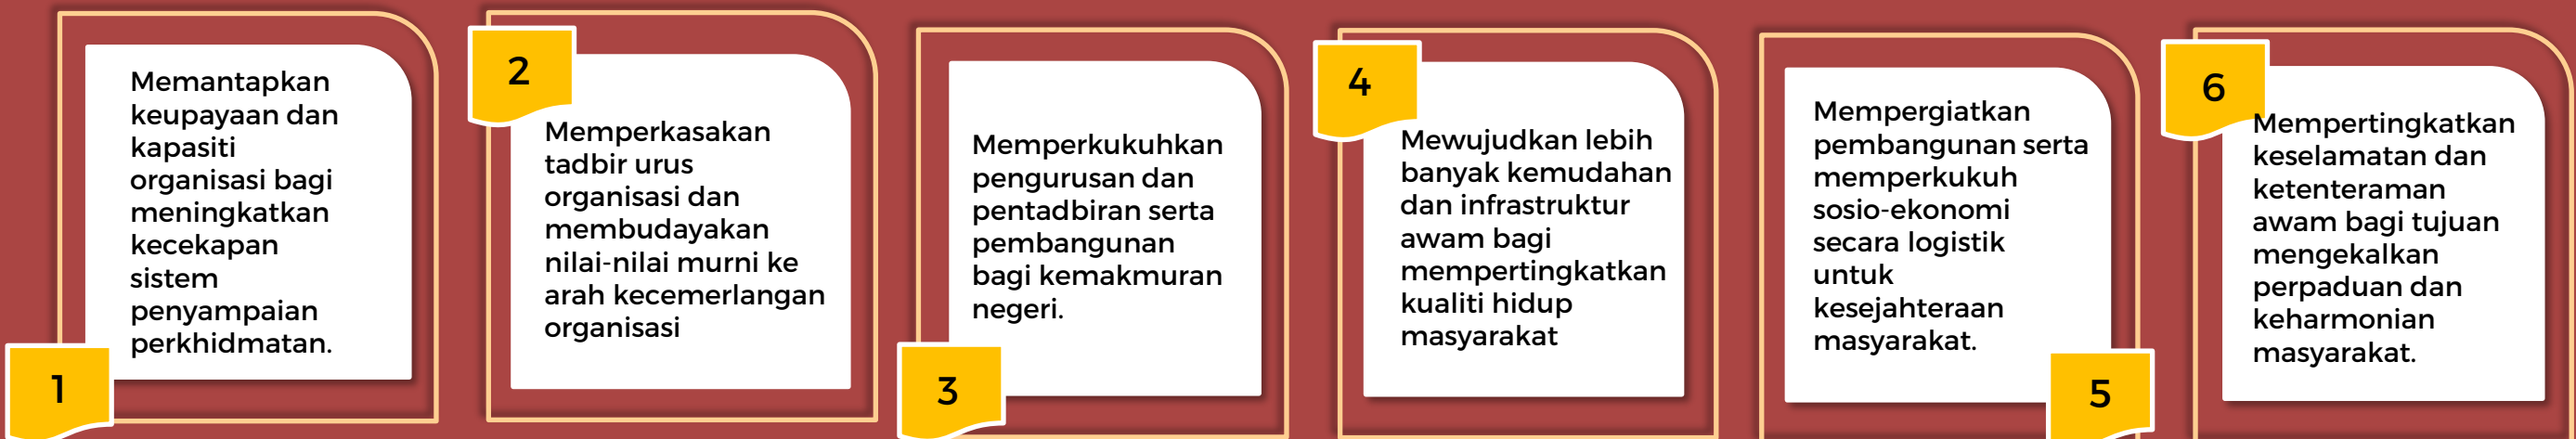 1
Memantapkan
keupayaan dan
kapasiti
organisasi bagi
meningkatkan
kecekapan
sistem
penyampaian
perkhidmatan.
2
Memperkasakan
tadbir urus
organisasi dan
membudayakan
nilai-nilai murni ke
arah kecemerlangan
organisasi
3
Memperkukuhkan
pengurusan dan
pentadbiran serta
pembangunan
bagi kemakmuran
negeri.
4
Mewujudkan lebih
banyak kemudahan
dan infrastruktur
awam bagi
mempertingkatkan
kualiti hidup
masyarakat
5
Mempergiatkan
pembangunan serta
memperkukuh
sosio-ekonomi
secara logistik
untuk
kesejahteraan
masyarakat.
6
Mempertingkatkan
keselamatan dan
ketenteraman
awam bagi tujuan
mengekalkan
perpaduan dan
keharmonian
masyarakat.